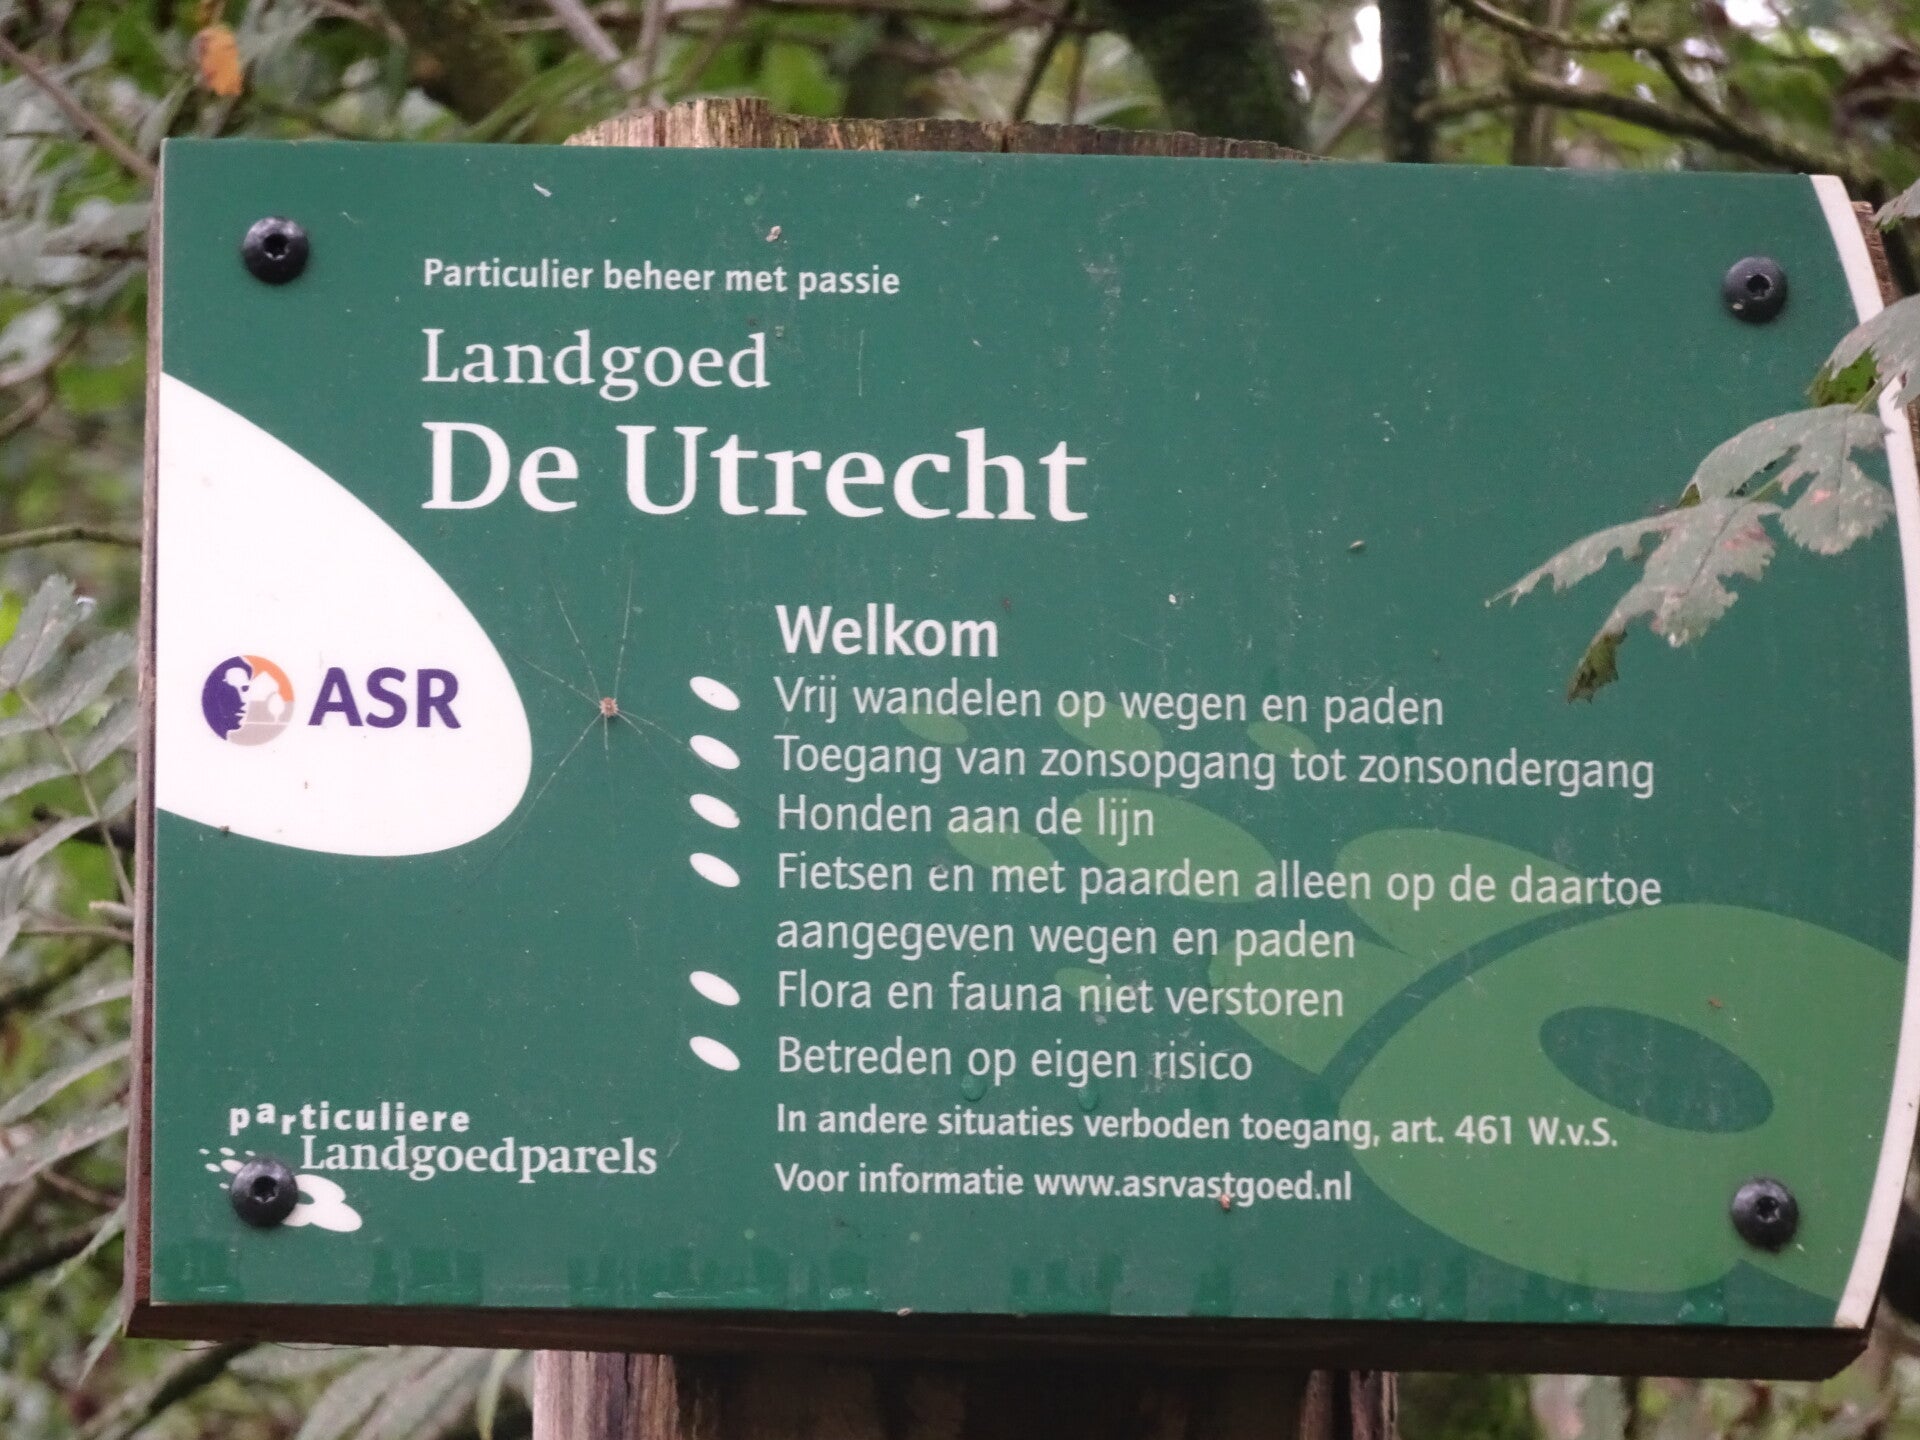 Particulier beheer met passie
Landgoed
De Utrecht
ASR
Welkom
Vrij wandelen op wegen en paden
Toegang van zonsopgang tot zonsondergang
Honden aan de lijn
Fietsen en met paarden alleen op de daartoe
aangegeven wegen en paden
Flora en fauna niet verstoren
Betreden op eigen risico
In andere situaties verboden toegang, art. 461 W.v.S.
Voor informatie www.asrvastgoed.nl
particuliere
Landgoedparels